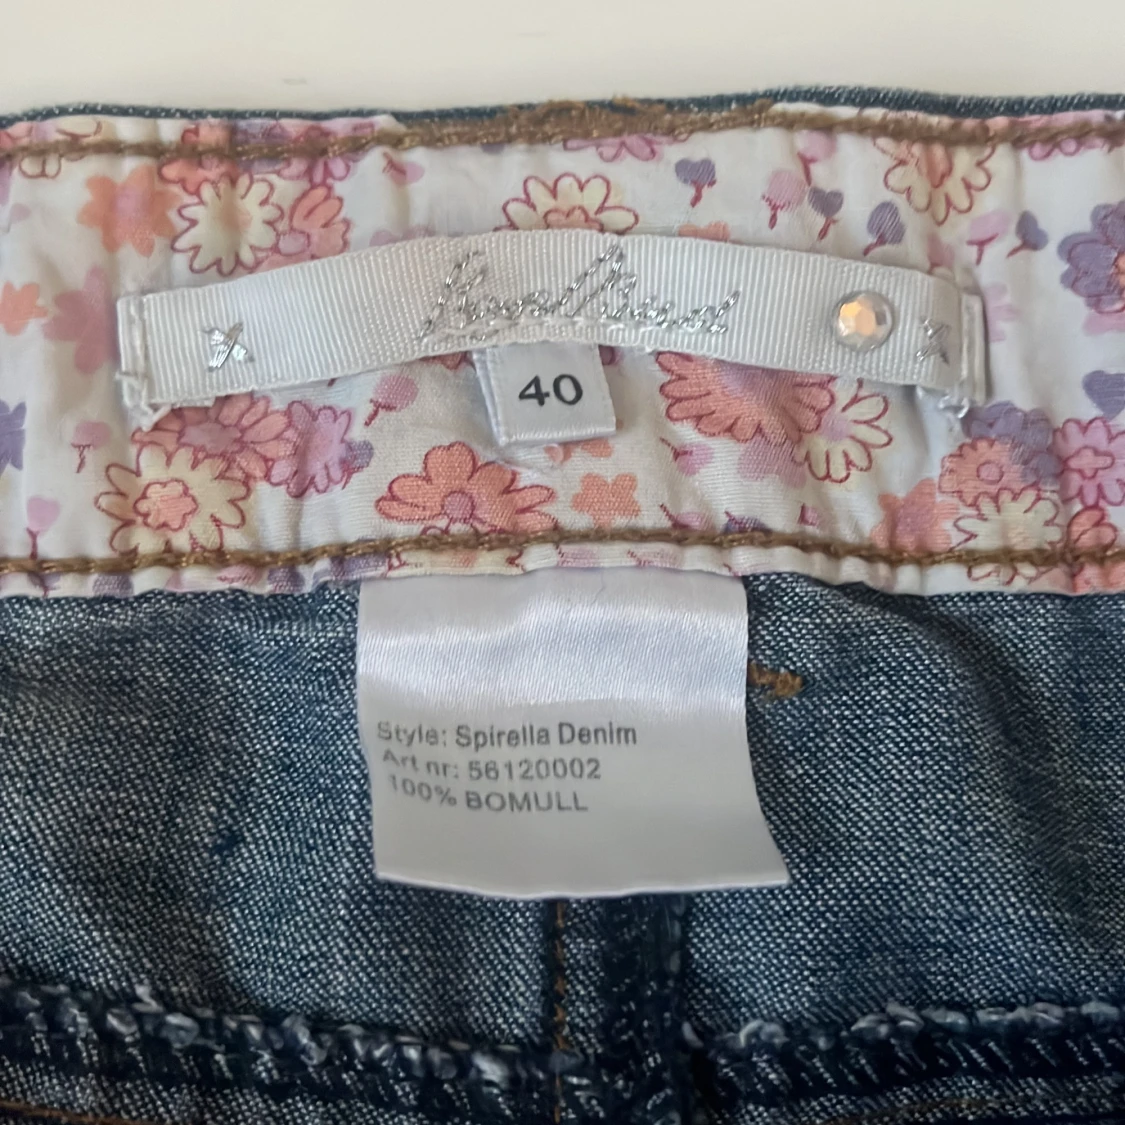 40
Style: Spirella Denim
Art nr: 56120002
100% BOMULL